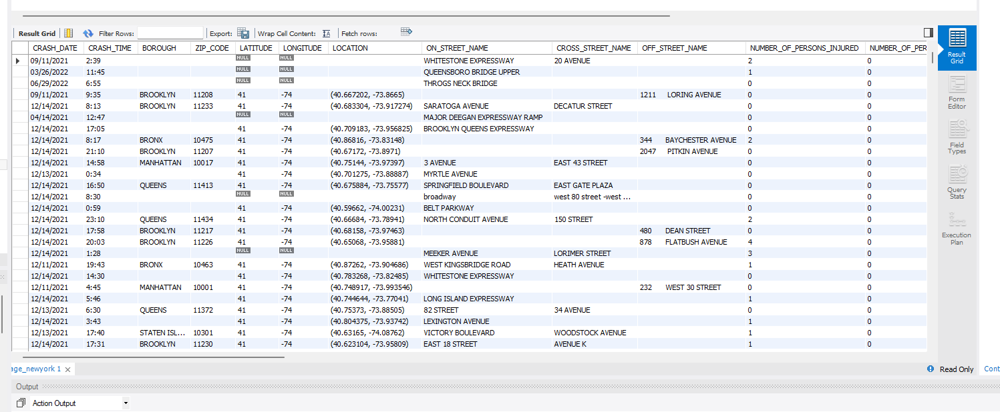 Result Grid Filter Rows: Export: Wrap Cell Content: Fetch rows:
CRASH_DATE CRASH_TIME BOROUGH ZIP_CODE LATITUDE LONGITUDE LOCATION ON_STREET_NAME CROSS_STREET_NAME OFF_STREET_NAME NUMBER_OF_PERSONS_INJURED NUMBER_OF_PER
09/11/2021 2:39 NULL NULL WHITESTONE EXPRESSWAY 20 AVENUE 2 0
03/26/2022 11:45 NULL NULL QUEENSBORO BRIDGE UPPER 1 0
06/29/2022 6:55 NULL NULL THROGS NECK BRIDGE 0 0
09/11/2021 9:35 BROOKLYN 11208 41 -74 (40.667202, -73.8665) 1211 LORING AVENUE 0 0
12/14/2021 8:13 BROOKLYN 11233 41 -74 (40.683304, -73.917274) SARATOGA AVENUE DECATUR STREET 0 0
04/14/2021 12:47 NULL NULL MAJOR DEEGAN EXPRESSWAY RAMP 0 0
12/14/2021 17:05 41 -74 (40.709183, -73.956825) BROOKLYN QUEENS EXPRESSWAY 0 0
12/14/2021 8:17 BRONX 10475 41 -74 (40.86816, -73.83148) 344 BAYCHESTER AVENUE 2 0
12/14/2021 21:10 BROOKLYN 11207 41 -74 (40.67172, -73.8971) 2047 PITKIN AVENUE 0 0
12/14/2021 14:58 MANHATTAN 10017 41 -74 (40.75144, -73.97397) 3 AVENUE EAST 43 STREET 0 0
12/13/2021 0:34 41 -74 (40.701275, -73.88887) MYRTLE AVENUE 0 0
12/14/2021 16:50 QUEENS 11413 41 -74 (40.675884, -73.75577) SPRINGFIELD BOULEVARD EAST GATE PLAZA 0 0
12/14/2021 8:30 NULL NULL broadway west 80 street -west ... 0 0
12/14/2021 0:59 41 -74 (40.59662, -74.00231) BELT PARKWAY 0 0
12/14/2021 23:10 QUEENS 11434 41 -74 (40.66684, -73.78941) NORTH CONDUIT AVENUE 150 STREET 2 0
12/14/2021 17:58 BROOKLYN 11217 41 -74 (40.68158, -73.97463) 480 DEAN STREET 0 0
12/14/2021 20:03 BROOKLYN 11226 41 -74 (40.65068, -73.95881) 878 FLATBUSH AVENUE 4 0
12/14/2021 1:28 NULL NULL MEEKER AVENUE LORIMER STREET 3 0
12/11/2021 19:43 BRONX 10463 41 -74 (40.87262, -73.904686) WEST KINGSBRIDGE ROAD HEATH AVENUE 1 0
12/14/2021 14:30 41 -74 (40.783268, -73.82485) WHITESTONE EXPRESSWAY 0 0
12/11/2021 4:45 MANHATTAN 10001 41 -74 (40.748917, -73.993546) 232 WEST 30 STREET 0 0
12/14/2021 5:46 41 -74 (40.744644, -73.77041) LONG ISLAND EXPRESSWAY 1 0
12/13/2021 6:30 QUEENS 11372 41 -74 (40.75373, -73.88505) 82 STREET 34 AVENUE 0 0
12/14/2021 3:43 41 -74 (40.804375, -73.93742) LEXINGTON AVENUE 1 0
12/13/2021 17:40 STATEN ISL... 10301 41 -74 (40.63165, -74.08762) VICTORY BOULEVARD WOODSTOCK AVENUE 1 0
12/14/2021 17:31 BROOKLYN 11230 41 -74 (40.623104, -73.95809) EAST 18 STREET AVENUE K 1 0
Result
Grid
Form
Editor
Field
Types
Query
Stats
Execution
Plan
age_newyork 1 Read Only Cont
Output
Action Output